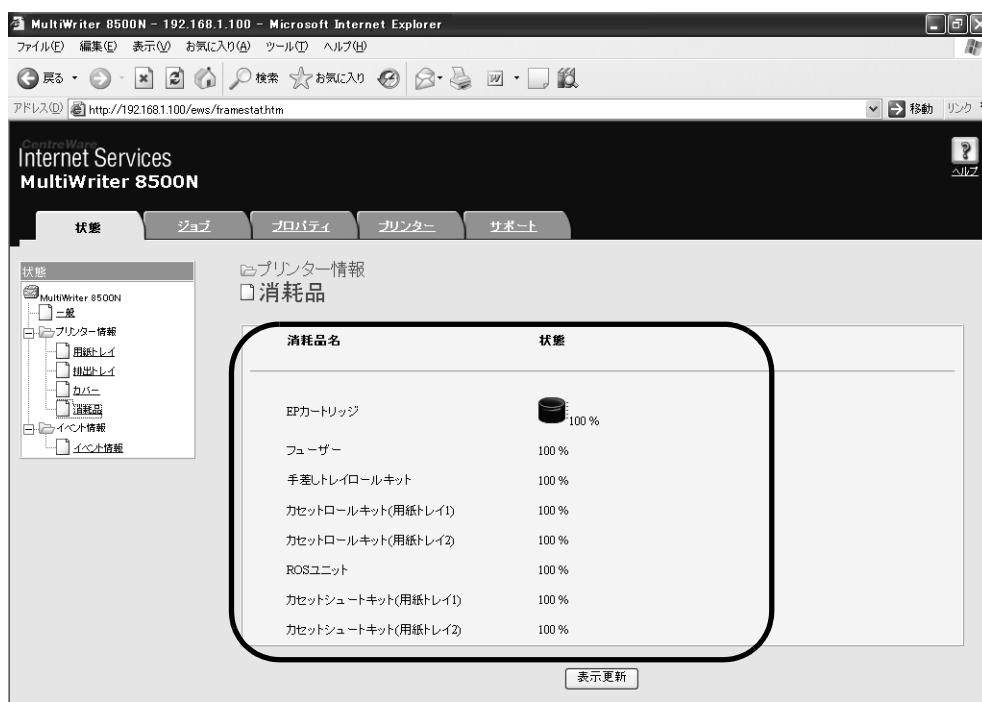 MultiWriter 8500N - 192.168.1.100 - Microsoft Internet Explorer
ファイル(F) 編集(E) 表示(V) お気に入り(A) ツール(T) ヘルプ(H)
戻る 検索 お気に入り
アドレス(D) http://192.168.1.100/ews/framestat.htm 移動 リンク
CentreWare
Internet Services
MultiWriter 8500N
ヘルプ
状態 ジョブ プロパティ プリンター サポート
状態
MultiWriter 8500N
一般
プリンター情報
用紙トレイ
排出トレイ
カバー
消耗品
イベント情報
イベント情報
プリンター情報
消耗品
消耗品名 状態
EPカートリッジ 100 %
フューザー 100 %
手差しトレイロールキット 100 %
カセットロールキット(用紙トレイ1) 100 %
カセットロールキット(用紙トレイ2) 100 %
ROSユニット 100 %
カセットシュートキット(用紙トレイ1) 100 %
カセットシュートキット(用紙トレイ2) 100 %
表示更新